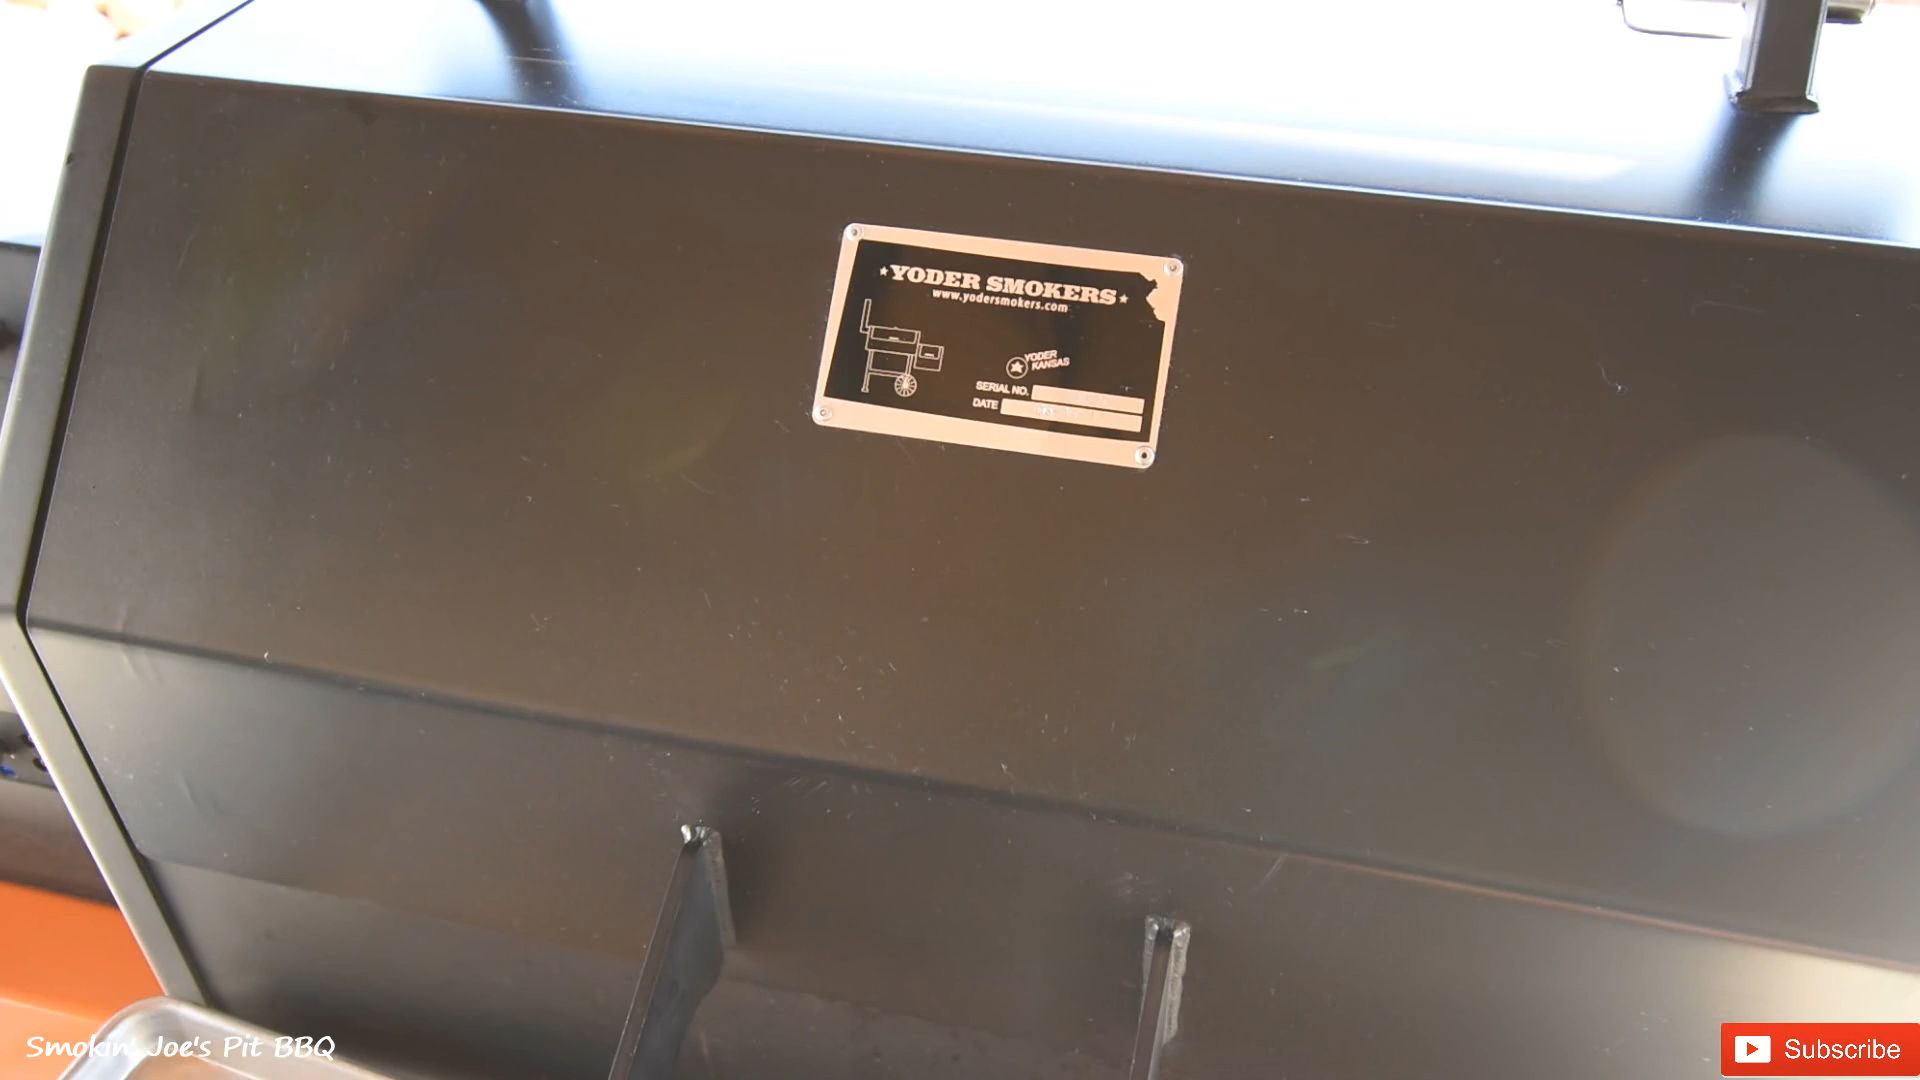 ★YODER SMOKERS★
www.yodersmokers.com
YODER
KANSAS
SERIAL NO.
DATE
Smokin' Joe's Pit BBQ
Subscribe